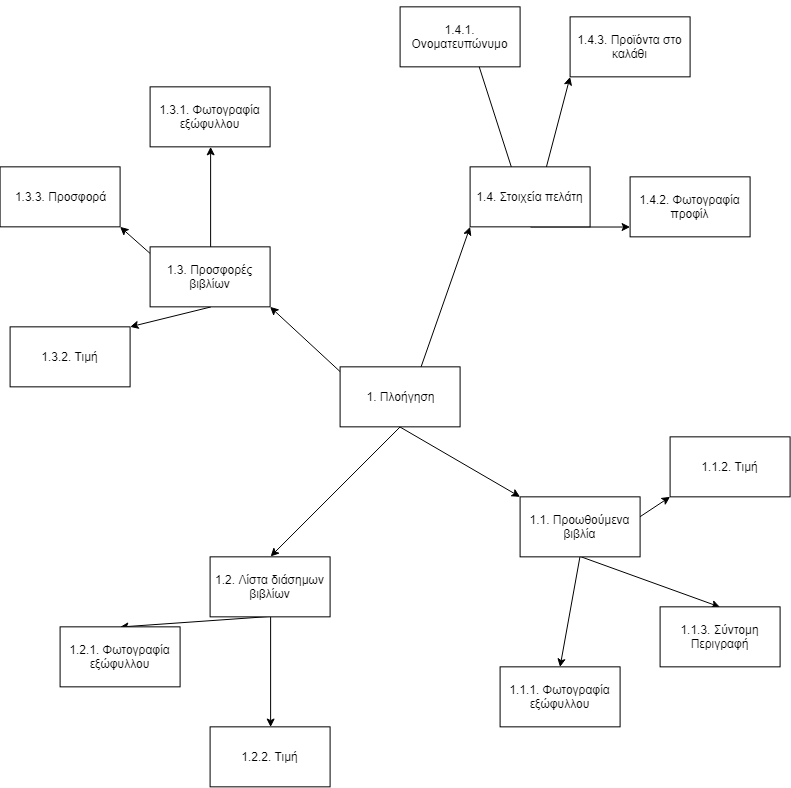 1.4.1.
Ονοματευπώνυμο
1.4.3. Προϊόντα στο
καλάθι
1.3.1. Φωτογραφία
εξώφυλλου
1.3.3. Προσφορά
1.4. Στοιχεία πελάτη
1.4.2. Φωτογραφία
προφίλ
1.3. Προσφορές
βιβλίων
1.3.2. Τιμή
1. Πλοήγηση
1.1.2. Τιμή
1.1. Προωθούμενα
βιβλία
1.2. Λίστα διάσημων
βιβλίων
1.2.1. Φωτογραφία
εξώφυλλου
1.1.3. Σύντομη
Περιγραφή
1.1.1. Φωτογραφία
εξώφυλλου
1.2.2. Τιμή